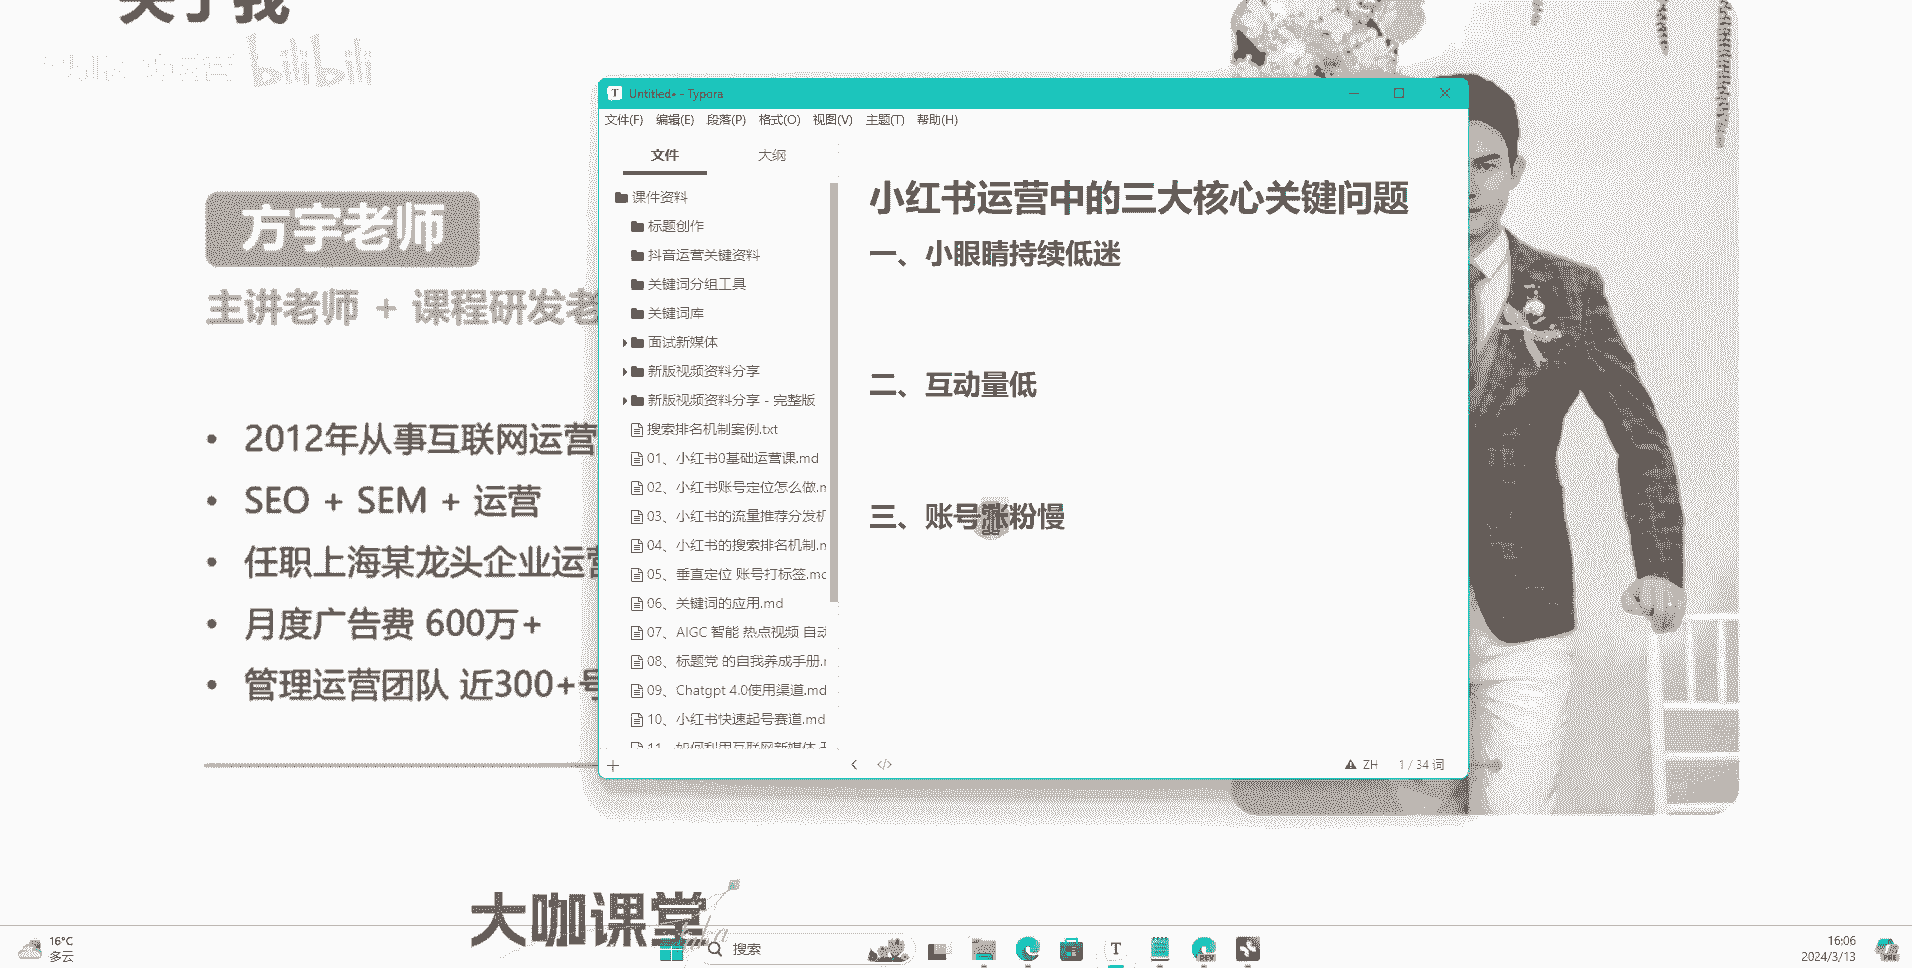 关于我
bilibili
方宇老师
主讲老师 + 课程研发老
2012年从事互联网运营
SEO + SEM + 运营
任职上海某龙头企业运营
月度广告费 600万+
管理运营团队 近300+号
Untitled• - Typora
文件(F) 编辑(E) 段落(P) 格式(O) 视图(V) 主题(T) 帮助(H)
文件 大纲
课件资料
标题创作
抖音运营关键资料
关键词分组工具
关键词库
面试新媒体
新版视频资料分享
新版视频资料分享 - 完整版
搜索排名机制案例.txt
01、小红书0基础运营课.md
02、小红书账号定位怎么做.m
03、小红书的流量推荐分发机
04、小红书的搜索排名机制.m
05、垂直定位 账号打标签.md
06、关键词的应用.md
07、AIGC 智能 热点视频 自动
08、标题党 的自我养成手册.m
09、Chatgpt 4.0使用渠道.md
10、小红书快速起号赛道.md
11、如何利用互联网新媒体
小红书运营中的三大核心关键问题
一、小眼睛持续低迷
二、互动量低
三、账号涨粉慢
ZH 1 / 34 词
大咖课堂
16°C
多云
搜索
16:06
2024/3/13